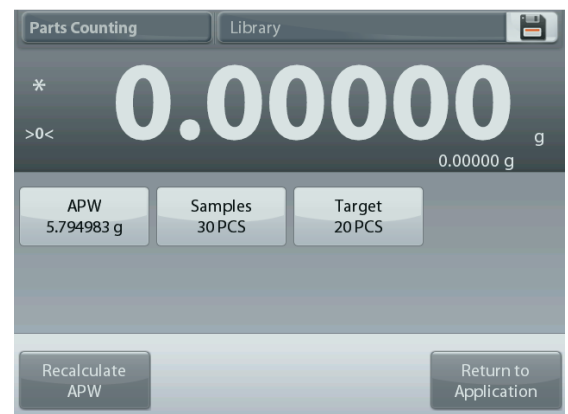 Parts Counting
Library
*
0.00000
>0<
g
0.00000 g
APW
5.794983 g
Samples
30 PCS
Target
20 PCS
Recalculate
APW
Return to
Application